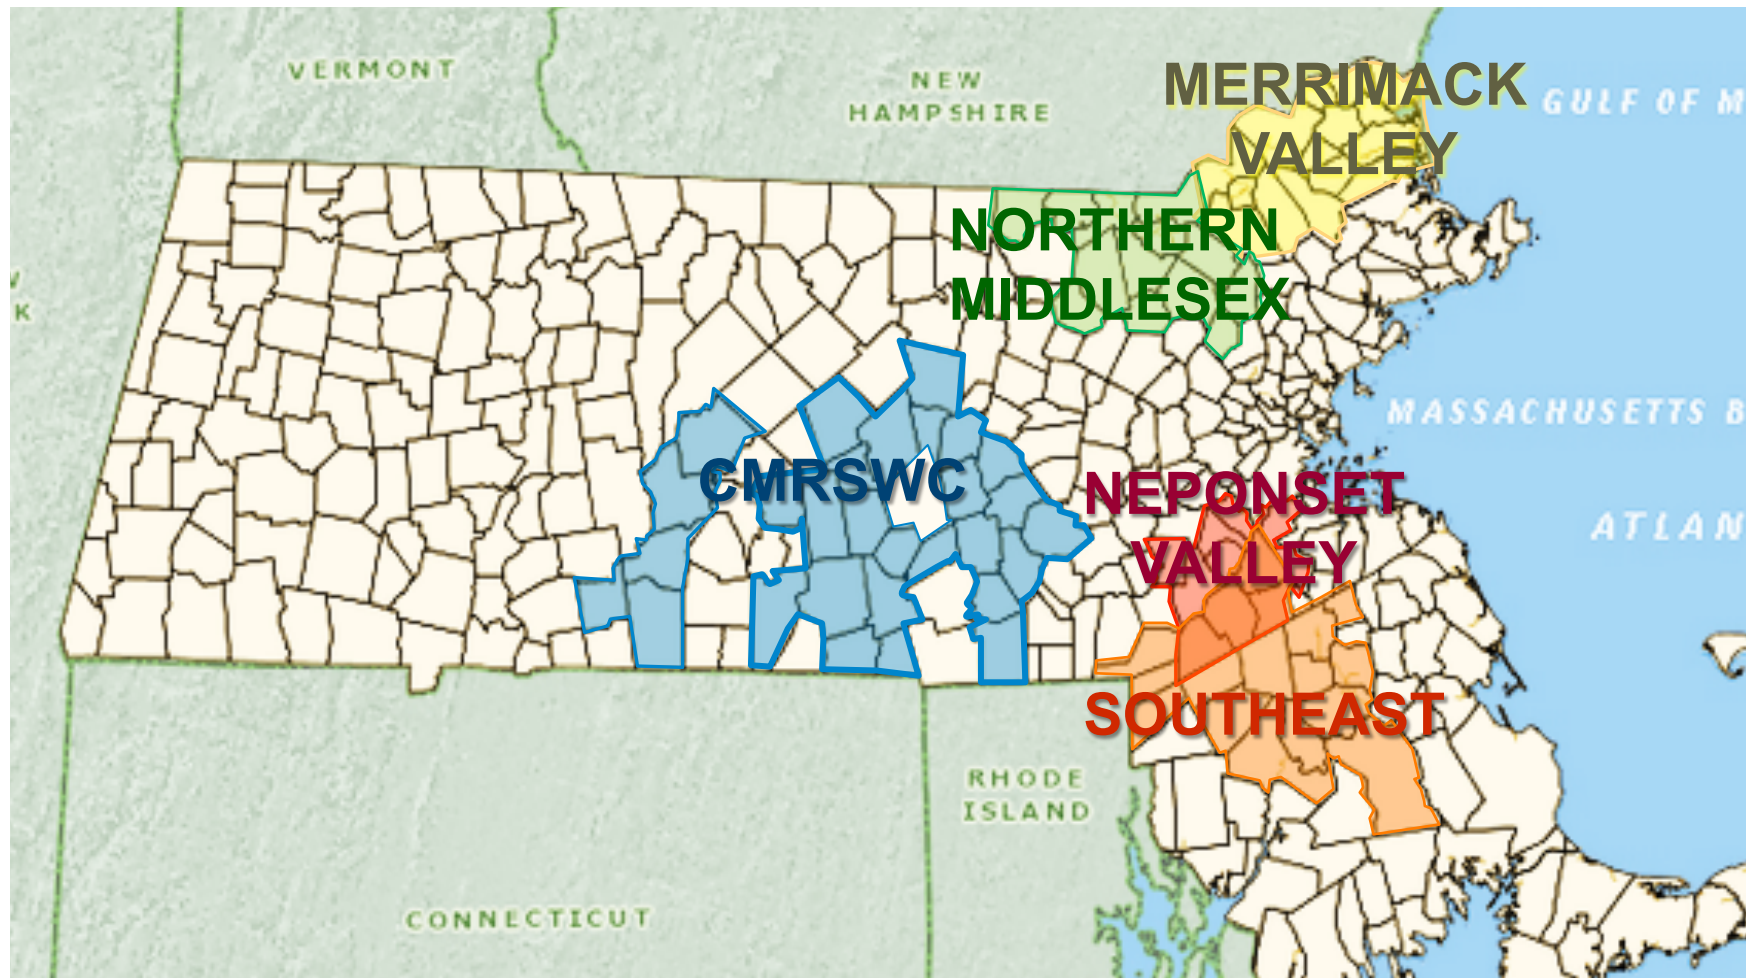 VERMONT
NEW
HAMPSHIRE
MERRIMACK
VALLEY
GULF OF M
NORTHERN
MIDDLESEX
K
MASSACHUSETTS B
CMRSWC
NEPONSET
VALLEY
ATLAN
SOUTHEAST
RHODE
ISLAND
CONNECTICUT